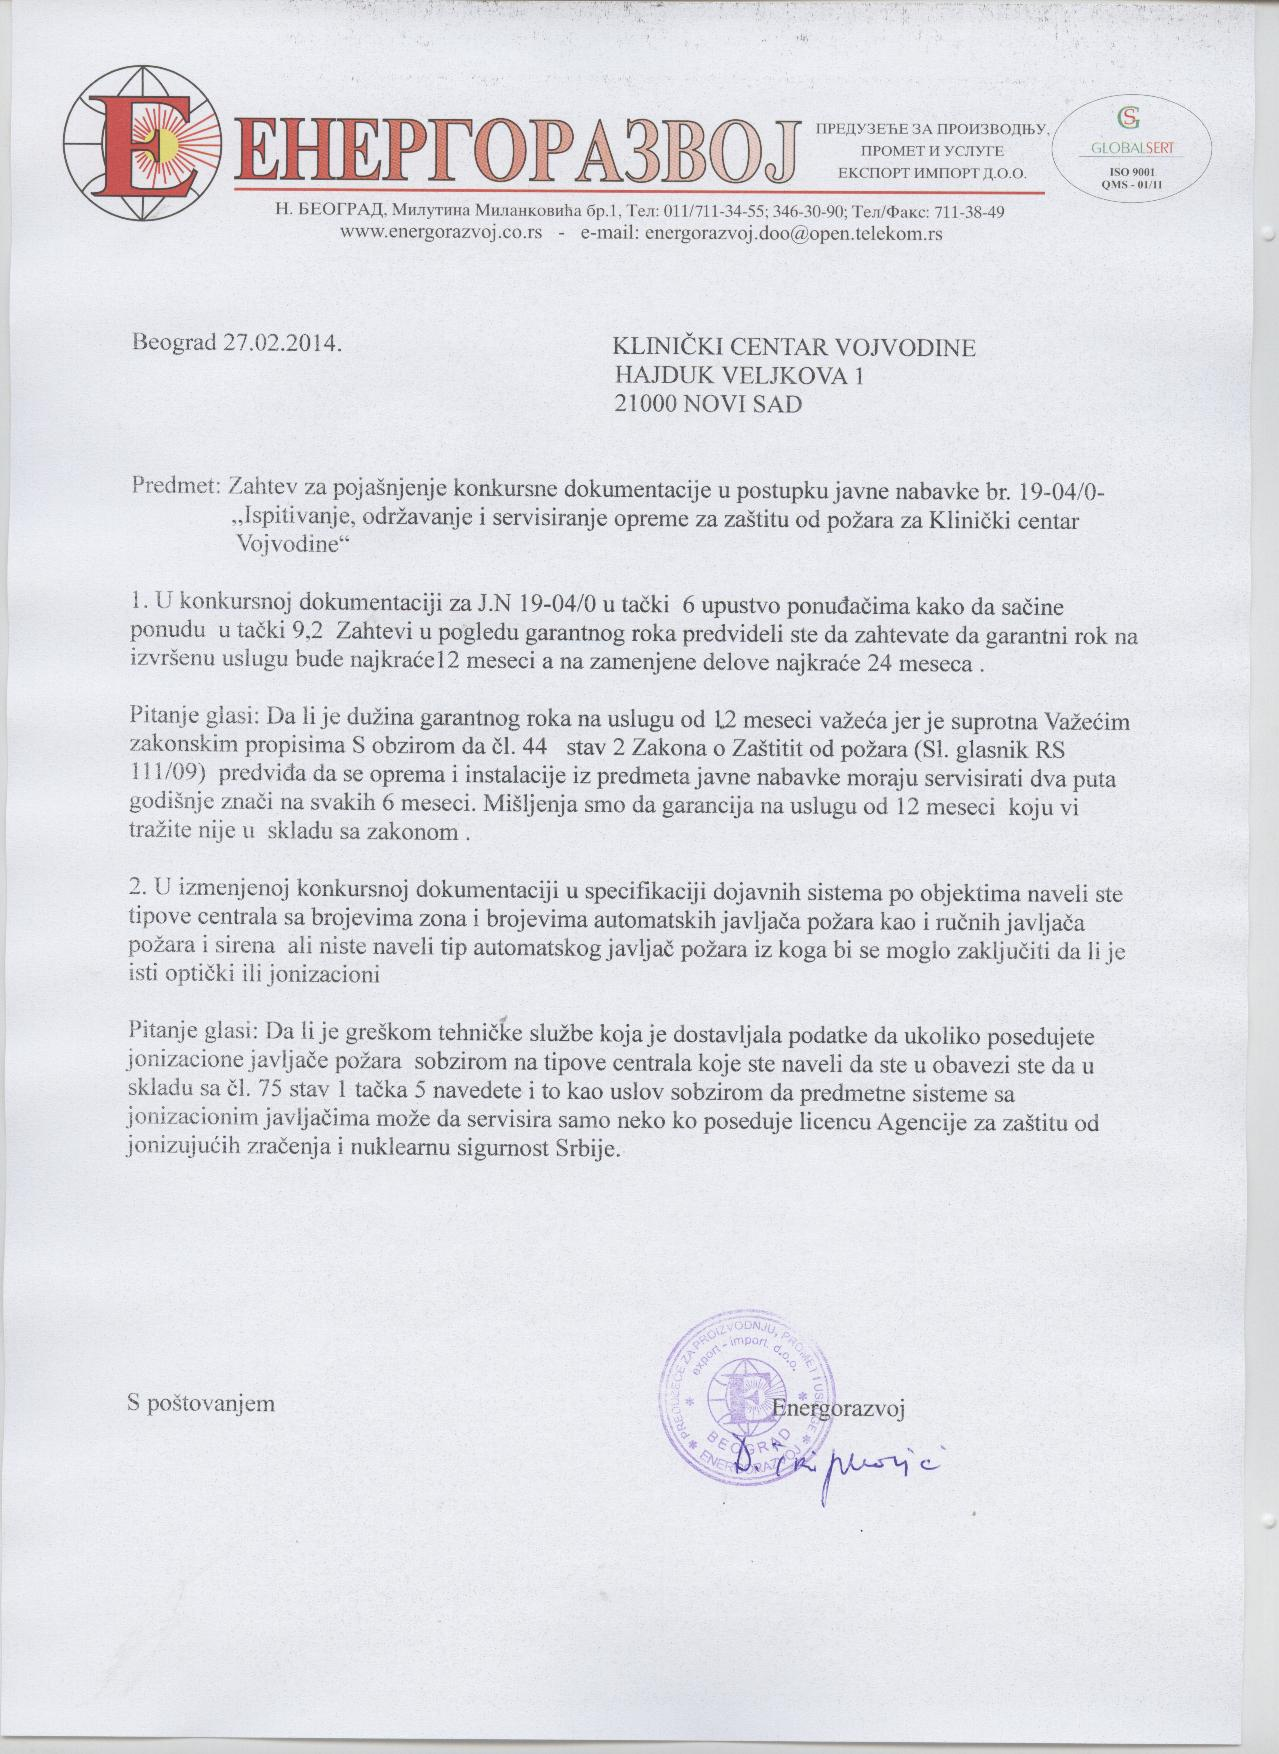 Е ЕНЕРГОРАЗВОЈ
ПРЕДУЗЕЋЕ ЗА ПРОИЗВОДЊУ,
ПРОМЕТ И УСЛУГЕ
ЕКСПОРТ ИМПОРТ Д.О.О.
GS
GLOBALSERT
ISO 9001
QMS - 01/11
Н. БЕОГРАД, Милутина Миланковића бр.1, Тел: 011/711-34-55; 346-30-90; Тел/Факс: 711-38-49
www.energorazvoj.co.rs - e-mail: energorazvoj.doo@open.telekom.rs
Beograd 27.02.2014.
KLINIČKI CENTAR VOJVODINE
HAJDUK VELJKOVA 1
21000 NOVI SAD
Predmet: Zahtev za pojašnjenje konkursne dokumentacije u postupku javne nabavke br. 19-04/0-
„Ispitivanje, održavanje i servisiranje opreme za zaštitu od požara za Klinički centar
Vojvodine“
1. U konkursnoj dokumentaciji za J.N 19-04/0 u tački 6 upustvo ponuđačima kako da sačine
ponudu u tački 9,2 Zahtevi u pogledu garantnog roka predvideli ste da zahtevate da garantni rok na
izvršenu uslugu bude najkraće12 meseci a na zamenjene delove najkraće 24 meseca .
Pitanje glasi: Da li je dužina garantnog roka na uslugu od 12 meseci važeća jer je suprotna Važećim
zakonskim propisima S obzirom da čl. 44 stav 2 Zakona o Zaštitit od požara (Sl. glasnik RS
111/09) predviđa da se oprema i instalacije iz predmeta javne nabavke moraju servisirati dva puta
godišnje znači na svakih 6 meseci. Mišljenja smo da garancija na uslugu od 12 meseci koju vi
tražite nije u skladu sa zakonom .
2. U izmenjenoj konkursnoj dokumentaciji u specifikaciji dojavnih sistema po objektima naveli ste
tipove centrala sa brojevima zona i brojevima automatskih javljača požara kao i ručnih javljača
požara i sirena ali niste naveli tip automatskog javljač požara iz koga bi se moglo zaključiti da li je
isti optički ili jonizacioni
Pitanje glasi: Da li je greškom tehničke službe koja je dostavljala podatke da ukoliko posedujete
jonizacione javljače požara sobzirom na tipove centrala koje ste naveli da ste u obavezi ste da u
skladu sa čl. 75 stav 1 tačka 5 navedete i to kao uslov sobzirom da predmetne sisteme sa
jonizacionim javljačima može da servisira samo neko ko poseduje licencu Agencije za zaštitu od
jonizujućih zračenja i nuklearnu sigurnost Srbije.
S poštovanjem
Energorazvoj
PREDUZEĆE ZA PROIZVODNJU, PROMET I USLUGE
export - import d.o.o.
E
BEOGRAD
ENERGORAZVOJ